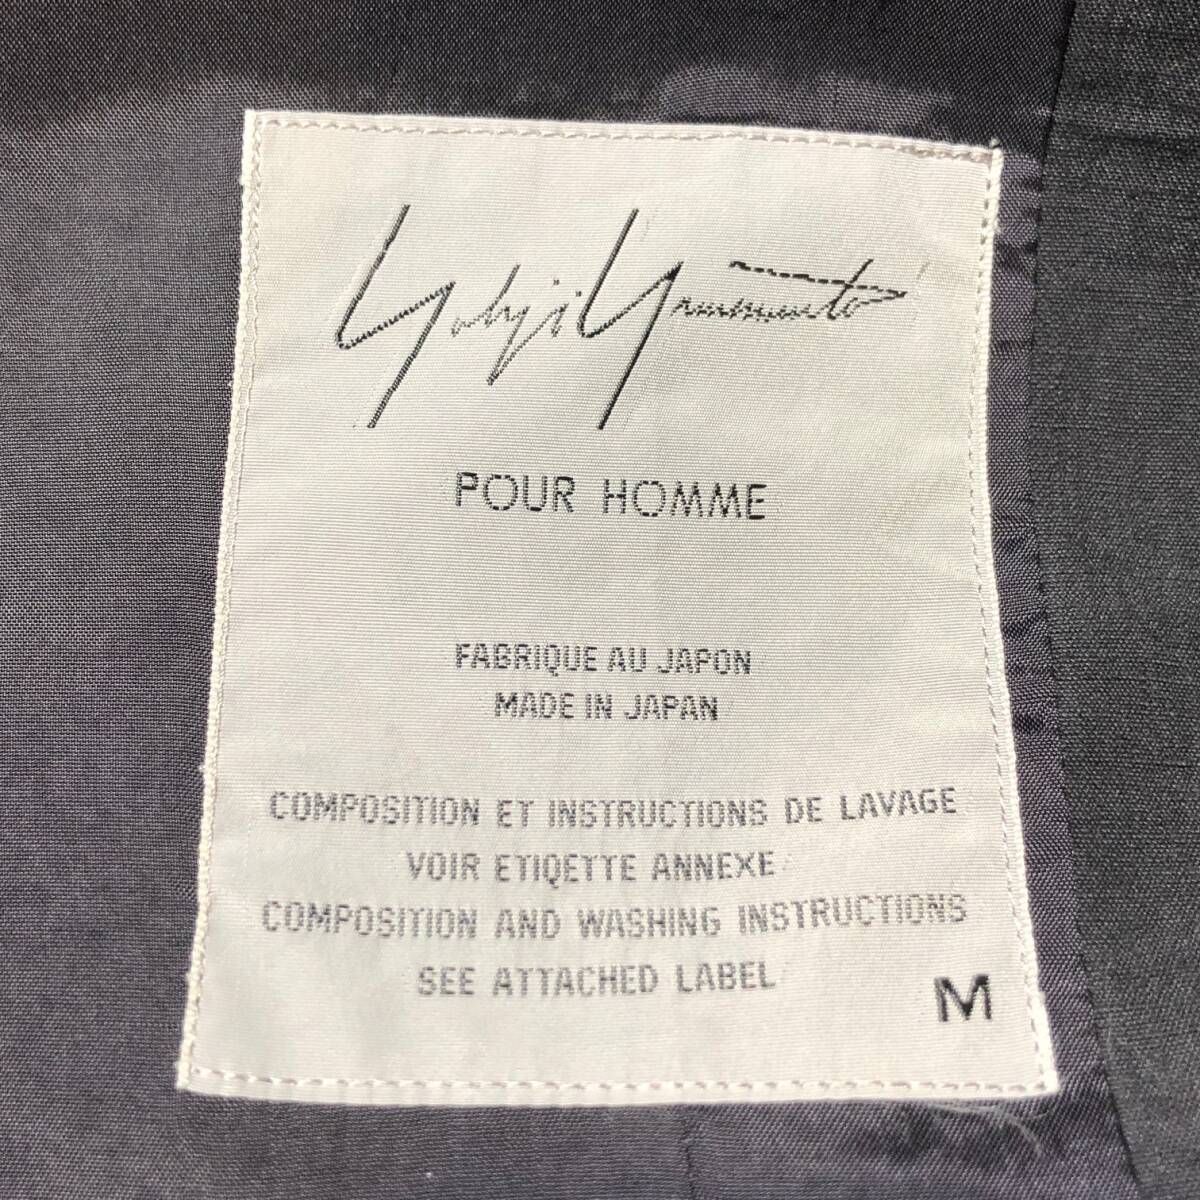 Yohji Yamamoto
POUR HOMME
FABRIQUE AU JAPON
MADE IN JAPAN
COMPOSITION ET INSTRUCTIONS DE LAVAGE
VOIR ETIQETTE ANNEXE
COMPOSITION AND WASHING INSTRUCTIONS
SEE ATTACHED LABEL
M